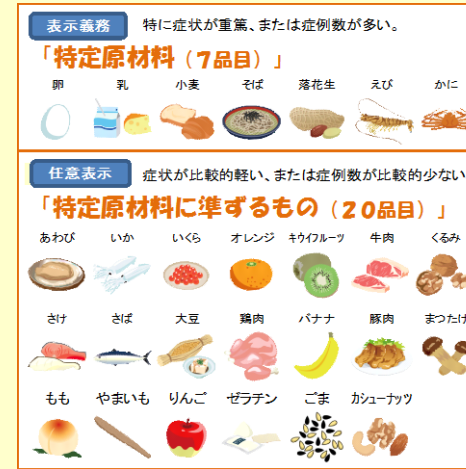 表示義務 特に症状が重篤、または症例数が多い。
「特定原材料（７品目）」
卵 乳 小麦 そば 落花生 えび かに
任意表示 症状が比較的軽い、または症例数が比較的少ない
「特定原材料に準ずるもの（２０品目）」
あわび いか いくら オレンジ キウイフルーツ 牛肉 くるみ
さけ さば 大豆 鶏肉 バナナ 豚肉 まつたけ
もも やまいも りんご ゼラチン ごま カシューナッツ